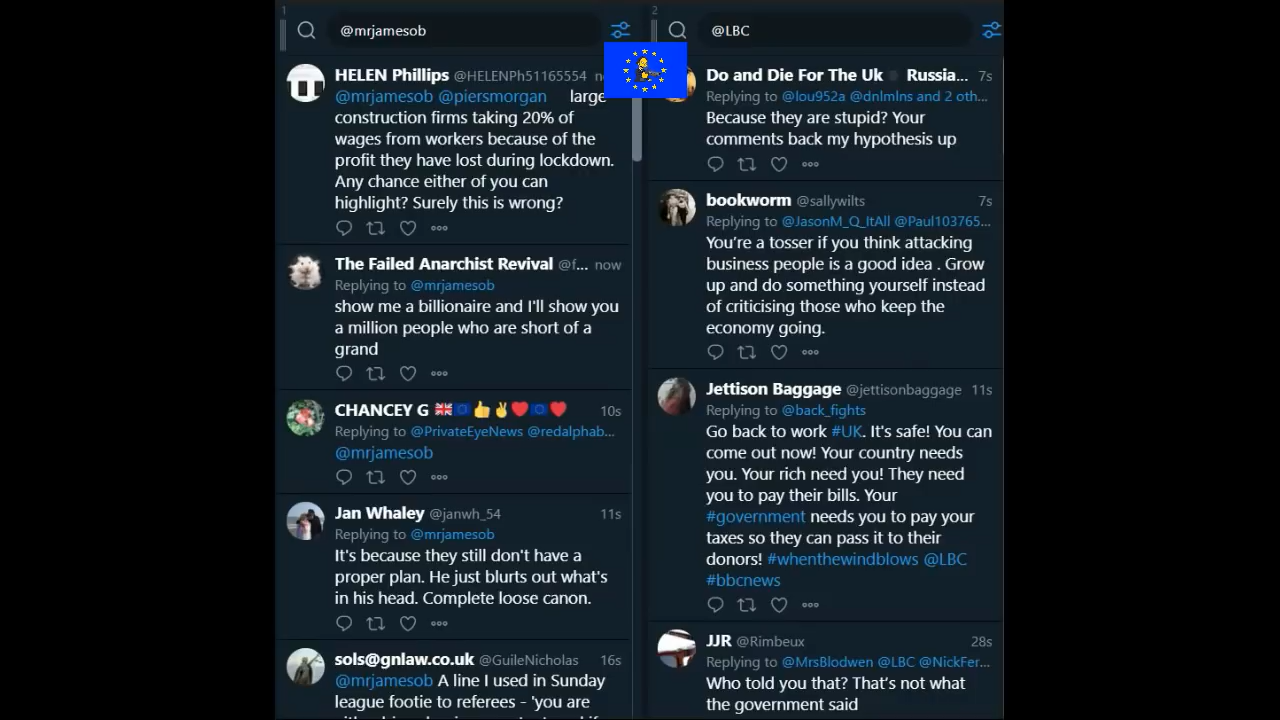 1
@mrjamesob
HELEN Phillips @HELENPh51165554
@mrjamesob @piersmorgan large
construction firms taking 20% of
wages from workers because of the
profit they have lost during lockdown.
Any chance either of you can
highlight? Surely this is wrong?
The Failed Anarchist Revival @f... now
Replying to @mrjamesob
show me a billionaire and I'll show you
a million people who are short of a
grand
CHANCEY G 🇬🇧🇪🇺👍✌❤🇪🇺❤ 10s
Replying to @PrivateEyeNews @redalphab...
@mrjamesob
Jan Whaley @janwh_54 11s
Replying to @mrjamesob
It's because they still don't have a
proper plan. He just blurts out what's
in his head. Complete loose canon.
sols@gnlaw.co.uk @GuileNicholas 16s
@mrjamesob A line I used in Sunday
league footie to referees - 'you are
2
@LBC
Do and Die For The Uk Russia... 7s
Replying to @lou952a @dnlmlns and 2 oth...
Because they are stupid? Your
comments back my hypothesis up
bookworm @sallywilts 7s
Replying to @JasonM_Q_ItAll @Paul103765...
You're a tosser if you think attacking
business people is a good idea . Grow
up and do something yourself instead
of criticising those who keep the
economy going.
Jettison Baggage @jettisonbaggage 11s
Replying to @back_fights
Go back to work #UK. It's safe! You can
come out now! Your country needs
you. Your rich need you! They need
you to pay their bills. Your
#government needs you to pay your
taxes so they can pass it to their
donors! #whenthewindblows @LBC
#bbcnews
JJR @Rimbeux 28s
Replying to @MrsBlodwen @LBC @NickFer...
Who told you that? That's not what
the government said